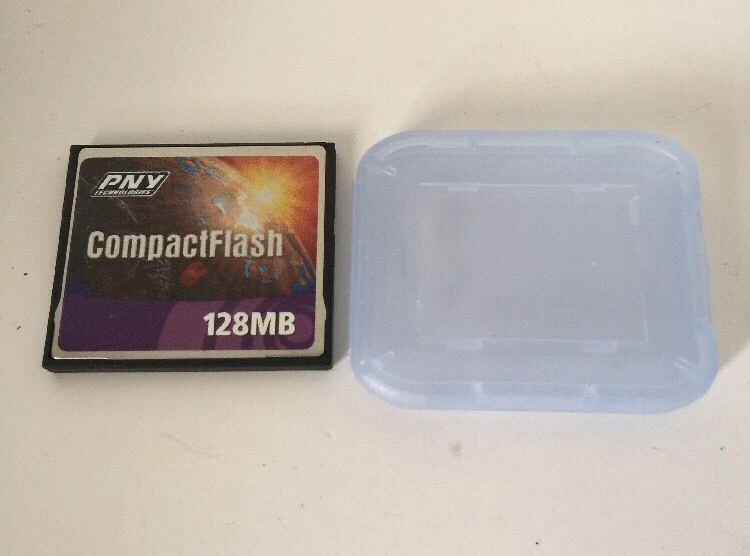 PNY
TECHNOLOGIES
CompactFlash
128MB